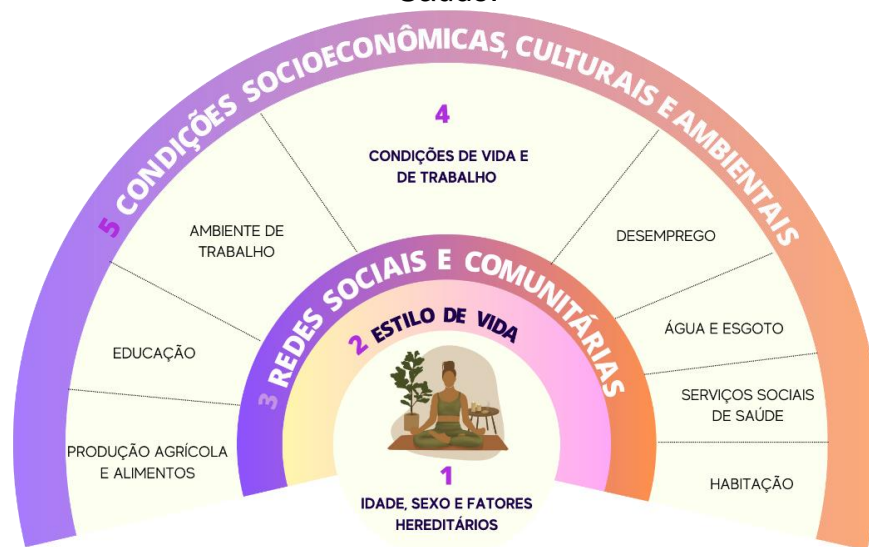 5 CONDIÇÕES SOCIOECONÔMICAS, CULTURAIS E AMBIENTAIS
4
CONDIÇÕES DE VIDA E
DE TRABALHO
AMBIENTE DE
TRABALHO
DESEMPREGO
EDUCAÇÃO
ÁGUA E ESGOTO
PRODUÇÃO AGRÍCOLA
E ALIMENTOS
SERVIÇOS SOCIAIS
DE SAÚDE
HABITAÇÃO
3 REDES SOCIAIS E COMUNITÁRIAS
2 ESTILO DE VIDA
1
IDADE, SEXO E FATORES
HEREDITÁRIOS